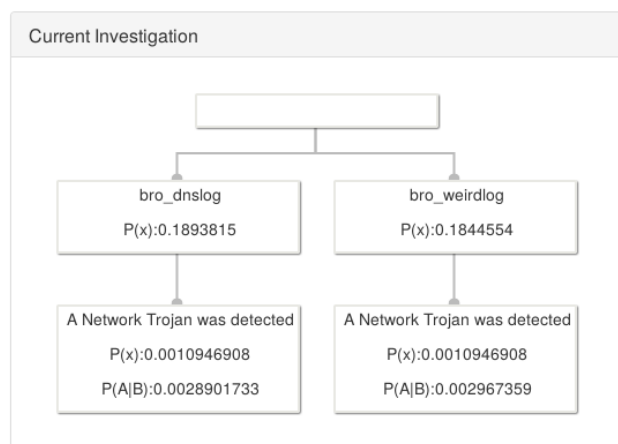 Current Investigation
bro_dnslog
P(x):0.1893815
bro_weirdlog
P(x):0.1844554
A Network Trojan was detected
P(x):0.0010946908
P(A|B):0.0028901733
A Network Trojan was detected
P(x):0.0010946908
P(A|B):0.002967359